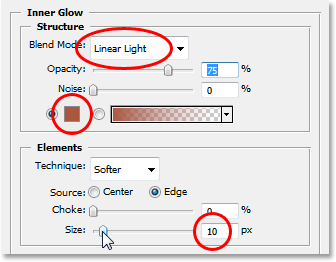 Inner Glow
Structure
Blend Mode: Linear Light
Opacity: 75 %
Noise: 0 %
Elements
Technique: Softer
Source: Center Edge
Choke: 0 %
Size: 10 px